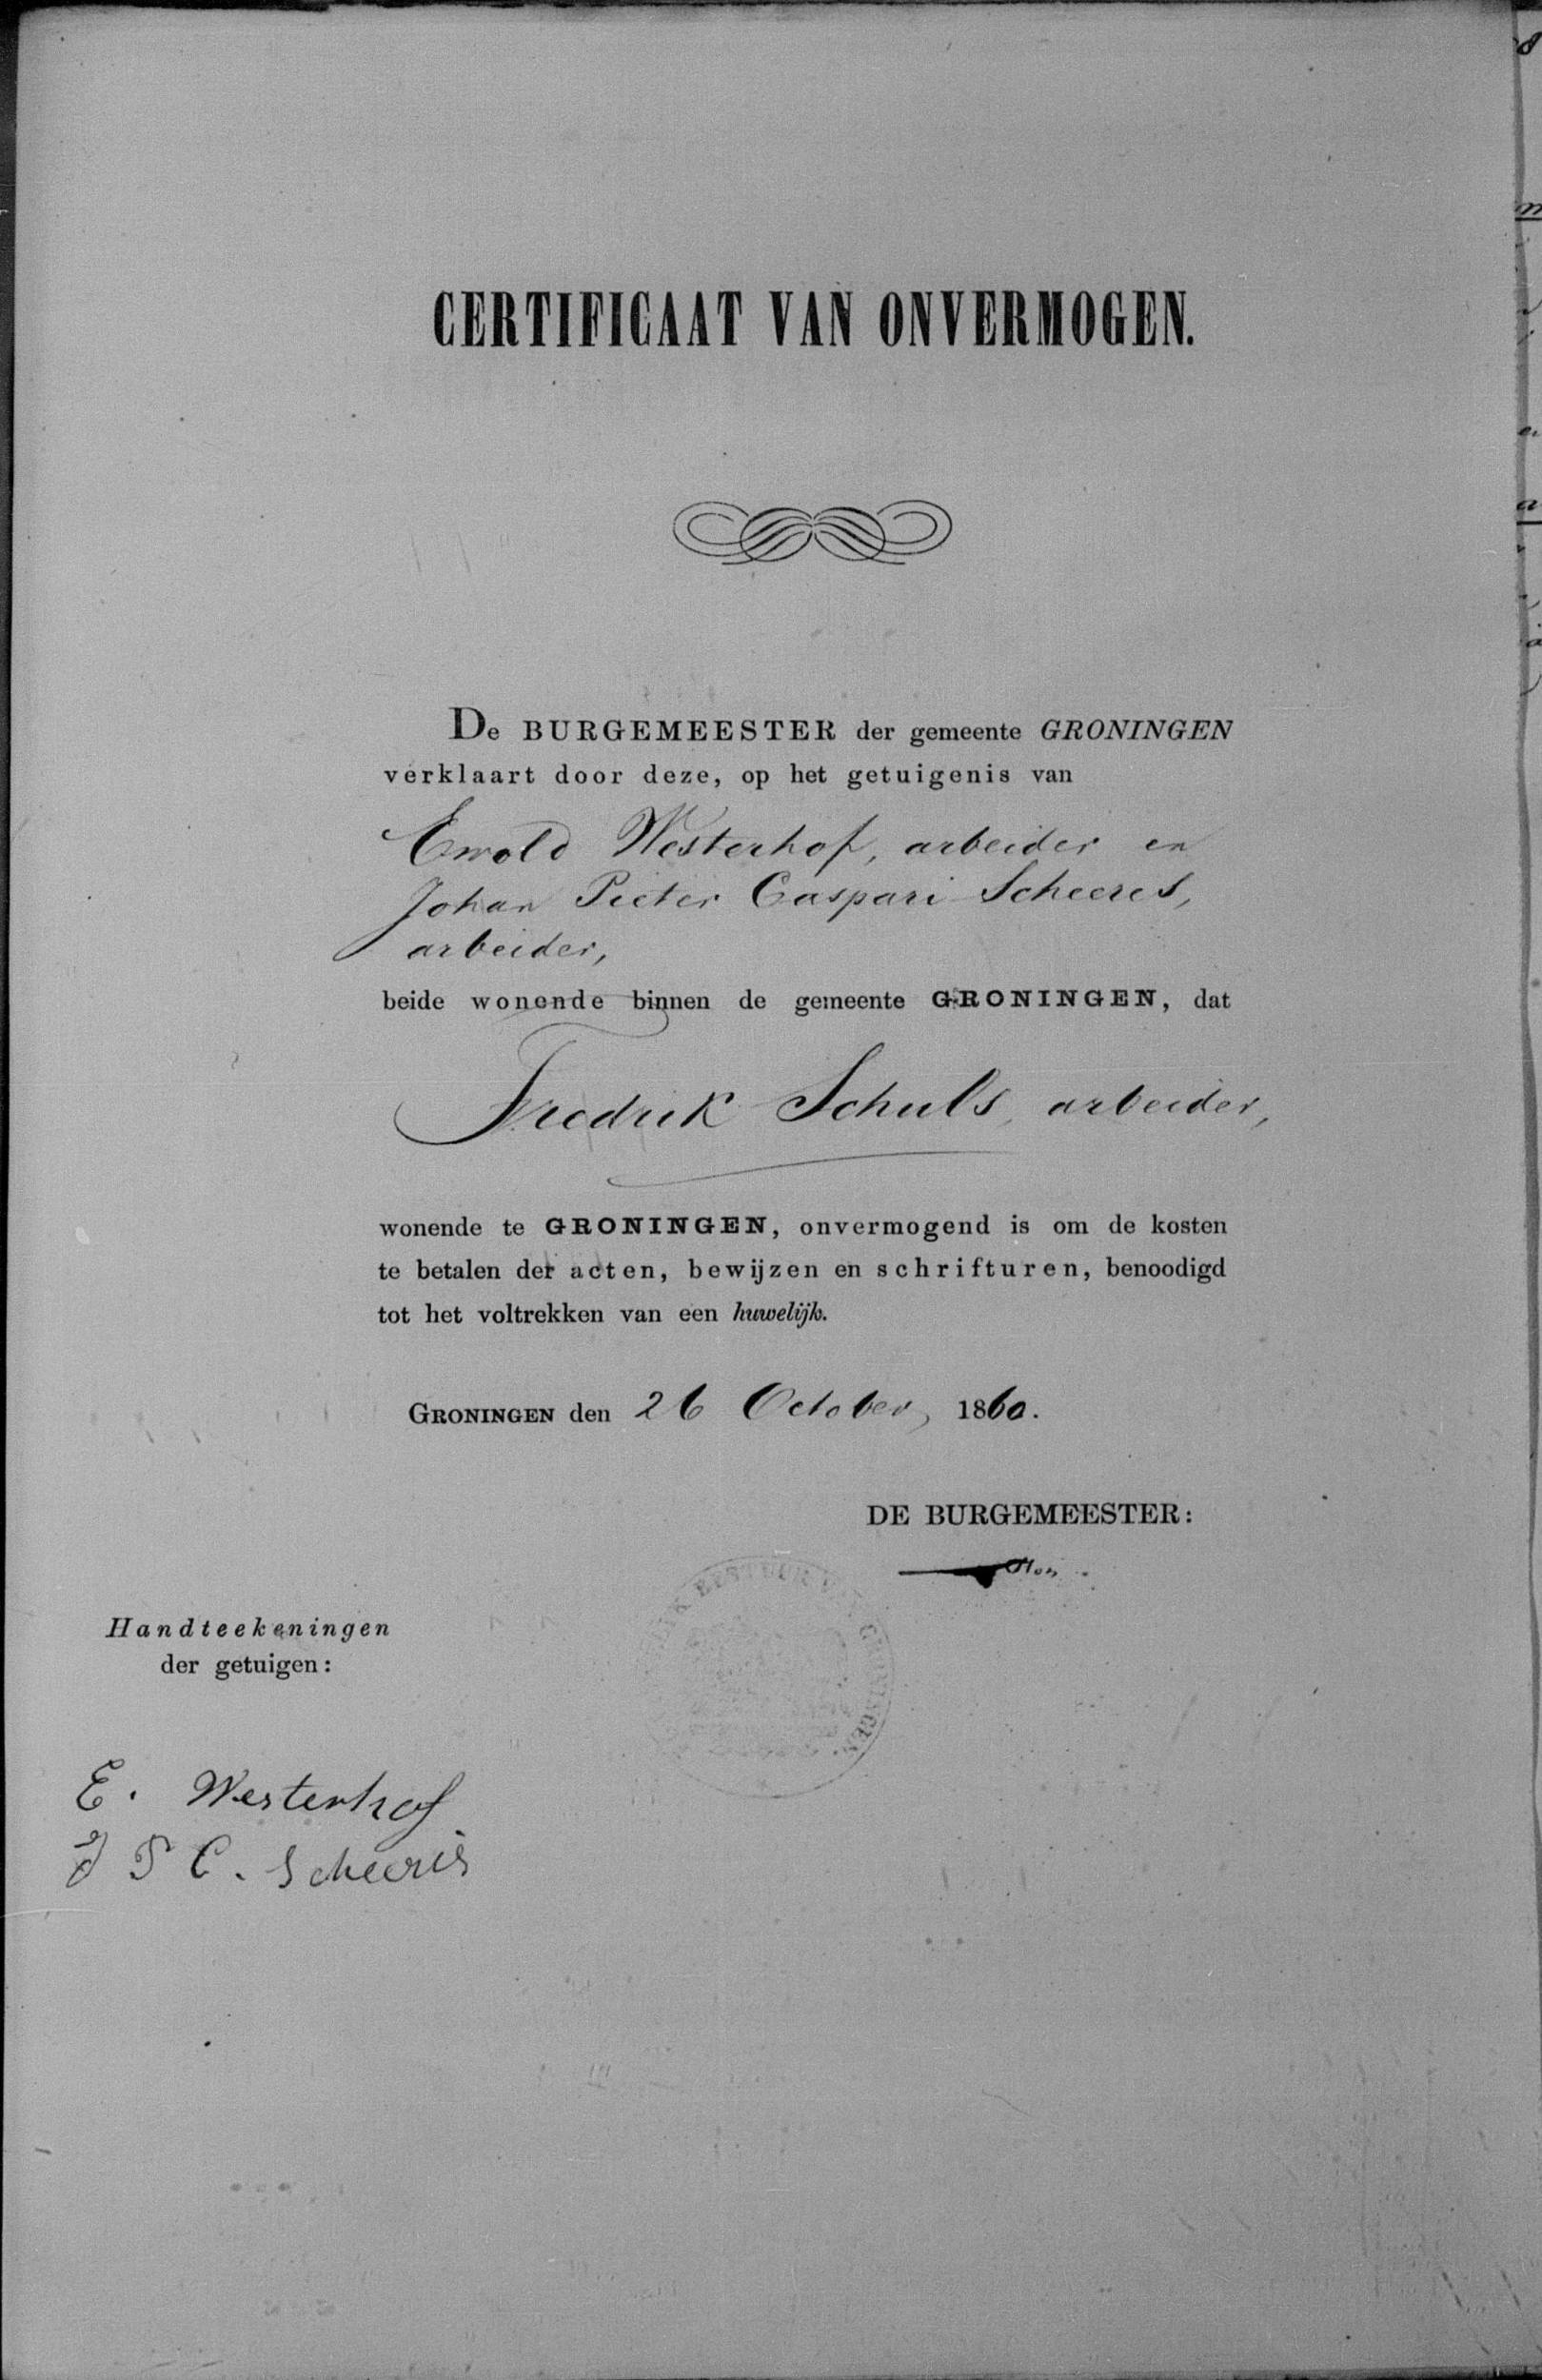 CERTIFICAAT VAN ONVERMOGEN.
De BURGEMEESTER der gemeente GRONINGEN
verklaart door deze, op het getuigenis van
Ewold Westerhof, arbeider en
Johan Pieter Caspari Scheeres,
arbeider,
beide wonende binnen de gemeente GRONINGEN, dat
Fredrik Schuls, arbeider,
wonende te GRONINGEN, onvermogend is om de kosten
te betalen der acten, bewijzen en schrifturen, benoodigd
tot het voltrekken van een huwelijk.
GRONINGEN den 26 October, 1860.
DE BURGEMEESTER:
Handteekeningen
der getuigen:
E. Westerhof
J P C. Scheeris